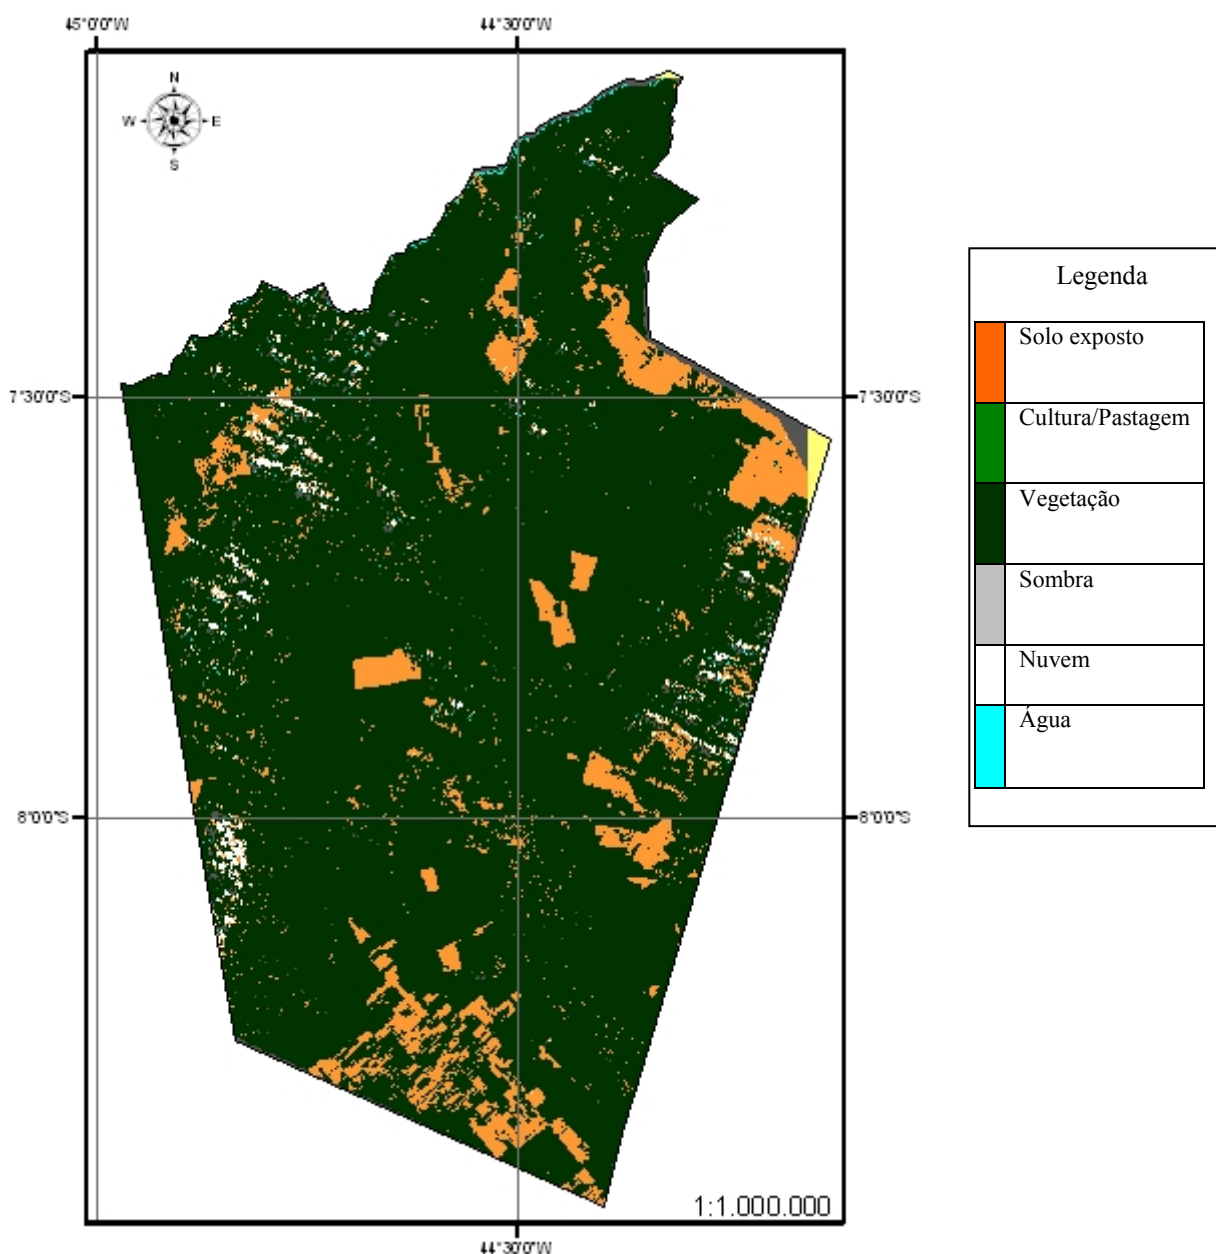 45°0'0"W
44°30'0"W
N
W
E
S
7°30'0"S
7°30'0"S
8°0'0"S
8°0'0"S
1:1.000.000
44°30'0"W
Legenda
Solo exposto
Cultura/Pastagem
Vegetação
Sombra
Nuvem
Água